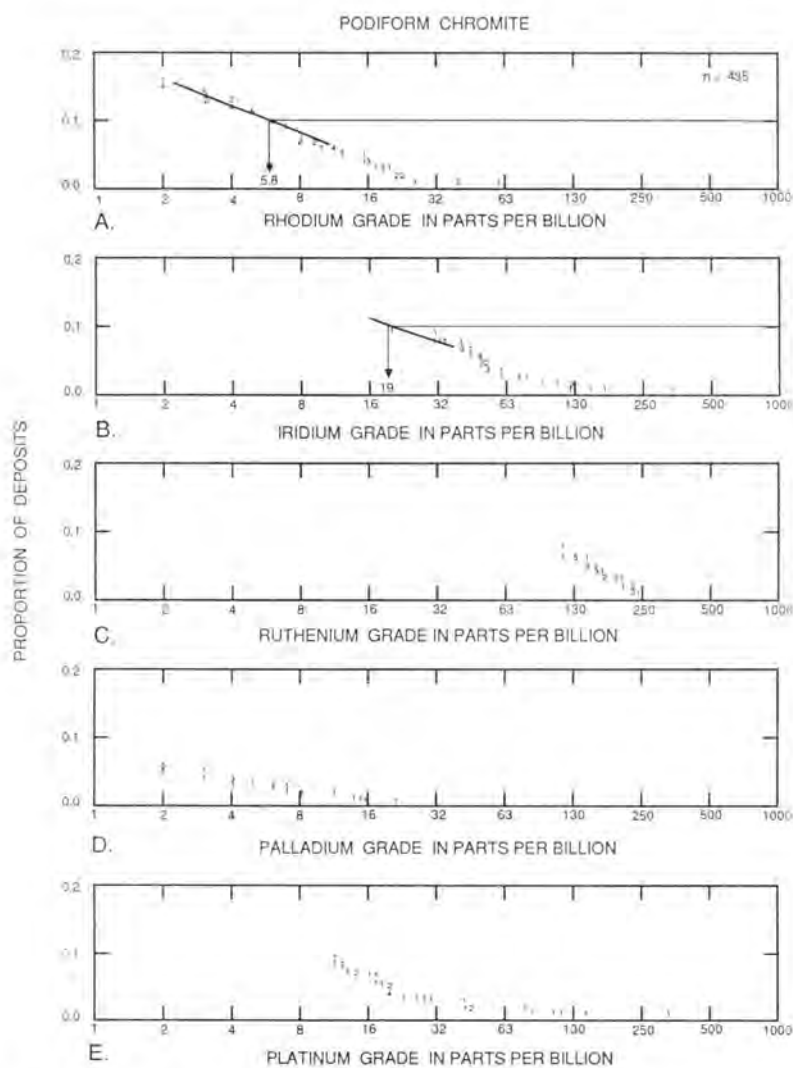 PODIFORM CHROMITE
PROPORTION OF DEPOSITS
0.2
0.1
0.0
n = 435
5.8
1 2 4 8 16 32 63 130 250 500 1000
A. RHODIUM GRADE IN PARTS PER BILLION
0.2
0.1
0.0
19
1 2 4 8 16 32 63 130 250 500 1000
B. IRIDIUM GRADE IN PARTS PER BILLION
0.2
0.1
0.0
1 2 4 8 16 32 63 130 250 500 1000
C. RUTHENIUM GRADE IN PARTS PER BILLION
0.2
0.1
0.0
1 2 4 8 16 32 63 130 250 500 1000
D. PALLADIUM GRADE IN PARTS PER BILLION
0.2
0.1
0.0
1 2 4 8 16 32 63 130 250 500 1000
E. PLATINUM GRADE IN PARTS PER BILLION